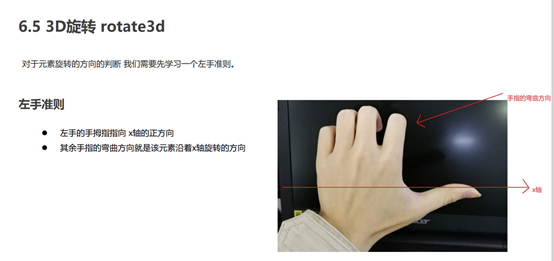 6.5 3D旋转 rotate3d
对于元素旋转的方向的判断 我们需要先学习一个左手准则。
左手准则
左手的手拇指指向 x轴的正方向
其余手指的弯曲方向就是该元素沿着x轴旋转的方向
手指的弯曲方向
x轴
acer